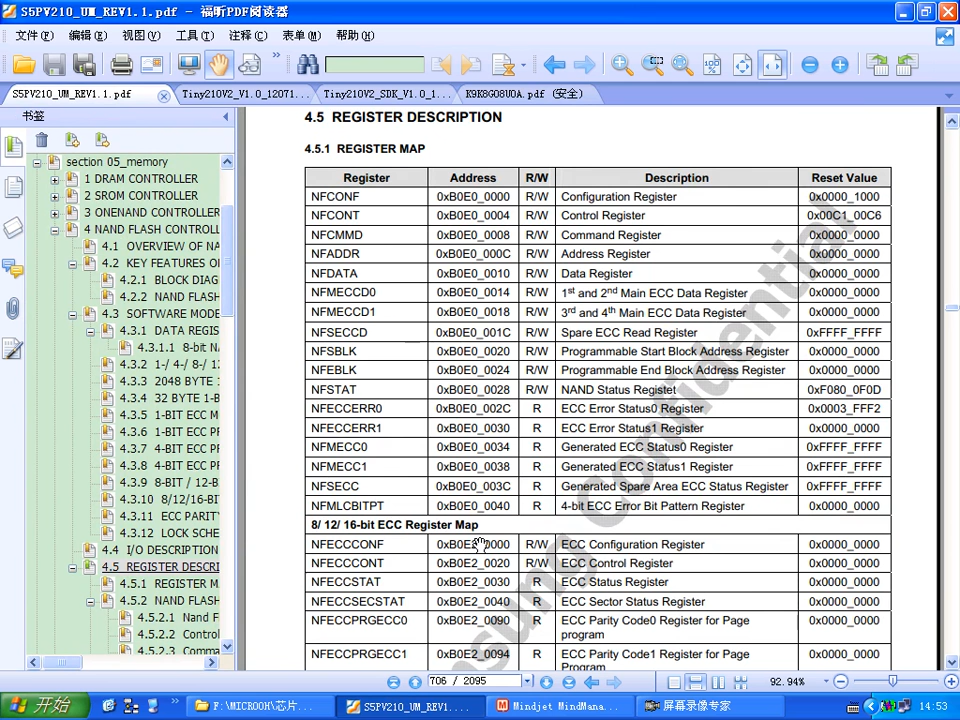 S5PV210_UM_REV1.1.pdf - 福昕PDF阅读器
文件(F) 编辑(E) 视图(V) 工具(T) 注释(C) 表单(M) 帮助(H)
S5PV210_UM_REV1.1.pdf Tiny210V2_V1.0_1207I... Tiny210V2_SDK_V1.0_1... K9K8G08U0A.pdf (安全)
书签
section 05_memory
1 DRAM CONTROLLER
2 SROM CONTROLLER
3 ONENAND CONTROLLER
4 NAND FLASH CONTROL
4.1 OVERVIEW OF NA
4.2 KEY FEATURES O
4.2.1 BLOCK DIAG
4.2.2 NAND FLASH
4.3 SOFTWARE MODE
4.3.1 DATA REGIS
4.3.1.1 8-bit N
4.3.2 1-/ 4-/ 8-/ 1
4.3.3 2048 BYTE
4.3.4 32 BYTE 1-B
4.3.5 1-BIT ECC M
4.3.6 1-BIT ECC P
4.3.7 4-BIT ECC P
4.3.8 4-BIT ECC P
4.3.9 8-BIT / 12-B
4.3.10 8/12/16-BI
4.3.11 ECC PARIT
4.3.12 LOCK SCHE
4.4 I/O DESCRIPTION
4.5 REGISTER DESCRI
4.5.1 REGISTER M
4.5.2 NAND FLASH
4.5.2.1 Nand F
4.5.2.2 Control
4.5.2.3 Comma
4.5 REGISTER DESCRIPTION
4.5.1 REGISTER MAP
Register Address R/W Description Reset Value
NFCONF 0xB0E0_0000 R/W Configuration Register 0x0000_1000
NFCONT 0xB0E0_0004 R/W Control Register 0x00C1_00C6
NFCMMD 0xB0E0_0008 R/W Command Register 0x0000_0000
NFADDR 0xB0E0_000C R/W Address Register 0x0000_0000
NFDATA 0xB0E0_0010 R/W Data Register 0x0000_0000
NFMECCD0 0xB0E0_0014 R/W 1st and 2nd Main ECC Data Register 0x0000_0000
NFMECCD1 0xB0E0_0018 R/W 3rd and 4th Main ECC Data Register 0x0000_0000
NFSECCD 0xB0E0_001C R/W Spare ECC Read Register 0xFFFF_FFFF
NFSBLK 0xB0E0_0020 R/W Programmable Start Block Address Register 0x0000_0000
NFEBLK 0xB0E0_0024 R/W Programmable End Block Address Register 0x0000_0000
NFSTAT 0xB0E0_0028 R/W NAND Status Registet 0xF080_0F0D
NFECCERR0 0xB0E0_002C R ECC Error Status0 Register 0x0003_FFF2
NFECCERR1 0xB0E0_0030 R ECC Error Status1 Register 0x0000_0000
NFMECC0 0xB0E0_0034 R Generated ECC Status0 Register 0xFFFF_FFFF
NFMECC1 0xB0E0_0038 R Generated ECC Status1 Register 0xFFFF_FFFF
NFSECC 0xB0E0_003C R Generated Spare Area ECC Status Register 0xFFFF_FFFF
NFMLCBITPT 0xB0E0_0040 R 4-bit ECC Error Bit Pattern Register 0x0000_0000
8/ 12/ 16-bit ECC Register Map
NFECCCONF 0xB0E2_0000 R/W ECC Configuration Register 0x0000_0000
NFECCCONT 0xB0E2_0020 R/W ECC Control Register 0x0000_0000
NFECCSTAT 0xB0E2_0030 R ECC Status Register 0x0000_0000
NFECCSECSTAT 0xB0E2_0040 R ECC Sector Status Register 0x0000_0000
NFECCPRGECC0 0xB0E2_0090 R ECC Parity Code0 Register for Page 0x0000_0000
program
NFECCPRGECC1 0xB0E2_0094 R ECC Parity Code1 Register for Page 0x0000_0000
Program
sung Confidential
706 / 2095 92.94%
开始 F:\MICROOH\芯片... S5PV210_UM_REV1.... Mindjet MindMana... 屏幕录像专家 14:53